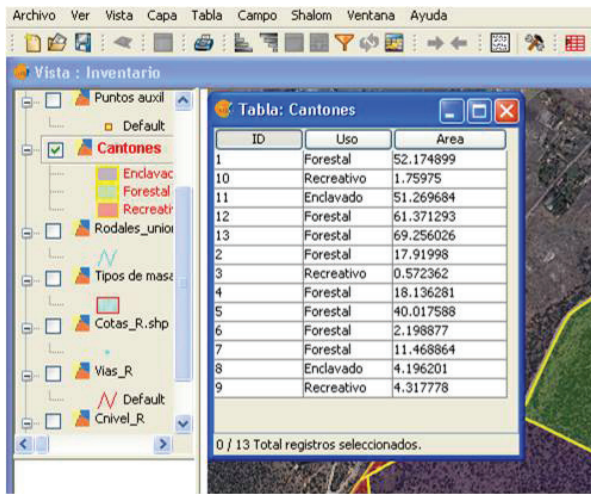 Archivo Ver Vista Capa Tabla Campo Shalom Ventana Ayuda
Vista : Inventario
Puntos auxil
Default
Cantones
Enclavac
Forestal
Recreati
Rodales_union
Tipos de masa
Cotas_R.shp
Vias_R
Default
Cnivel_R
Tabla: Cantones
ID Uso Area
1 Forestal 52.174899
10 Recreativo 1.75975
11 Enclavado 51.269684
12 Forestal 61.371293
13 Forestal 69.256026
2 Forestal 17.91998
3 Recreativo 0.572362
4 Forestal 18.136281
5 Forestal 40.017588
6 Forestal 2.198877
7 Forestal 11.468864
8 Enclavado 4.196201
9 Recreativo 4.317778
0 / 13 Total registros seleccionados.